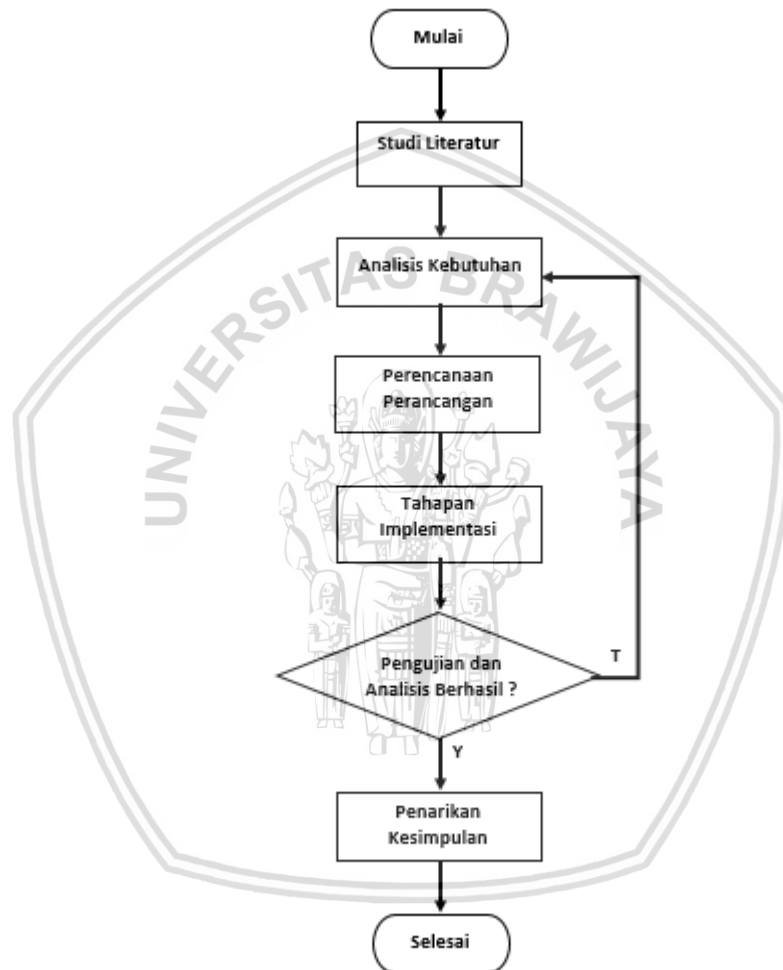 Mulai
Studi Literatur
Analisis Kebutuhan
UNIVERSITAS BRAWIJAYA
Perencanaan
Perancangan
Tahapan
Implementasi
Pengujian dan
Analisis Berhasil ?
T
Y
Penarikan
Kesimpulan
Selesai